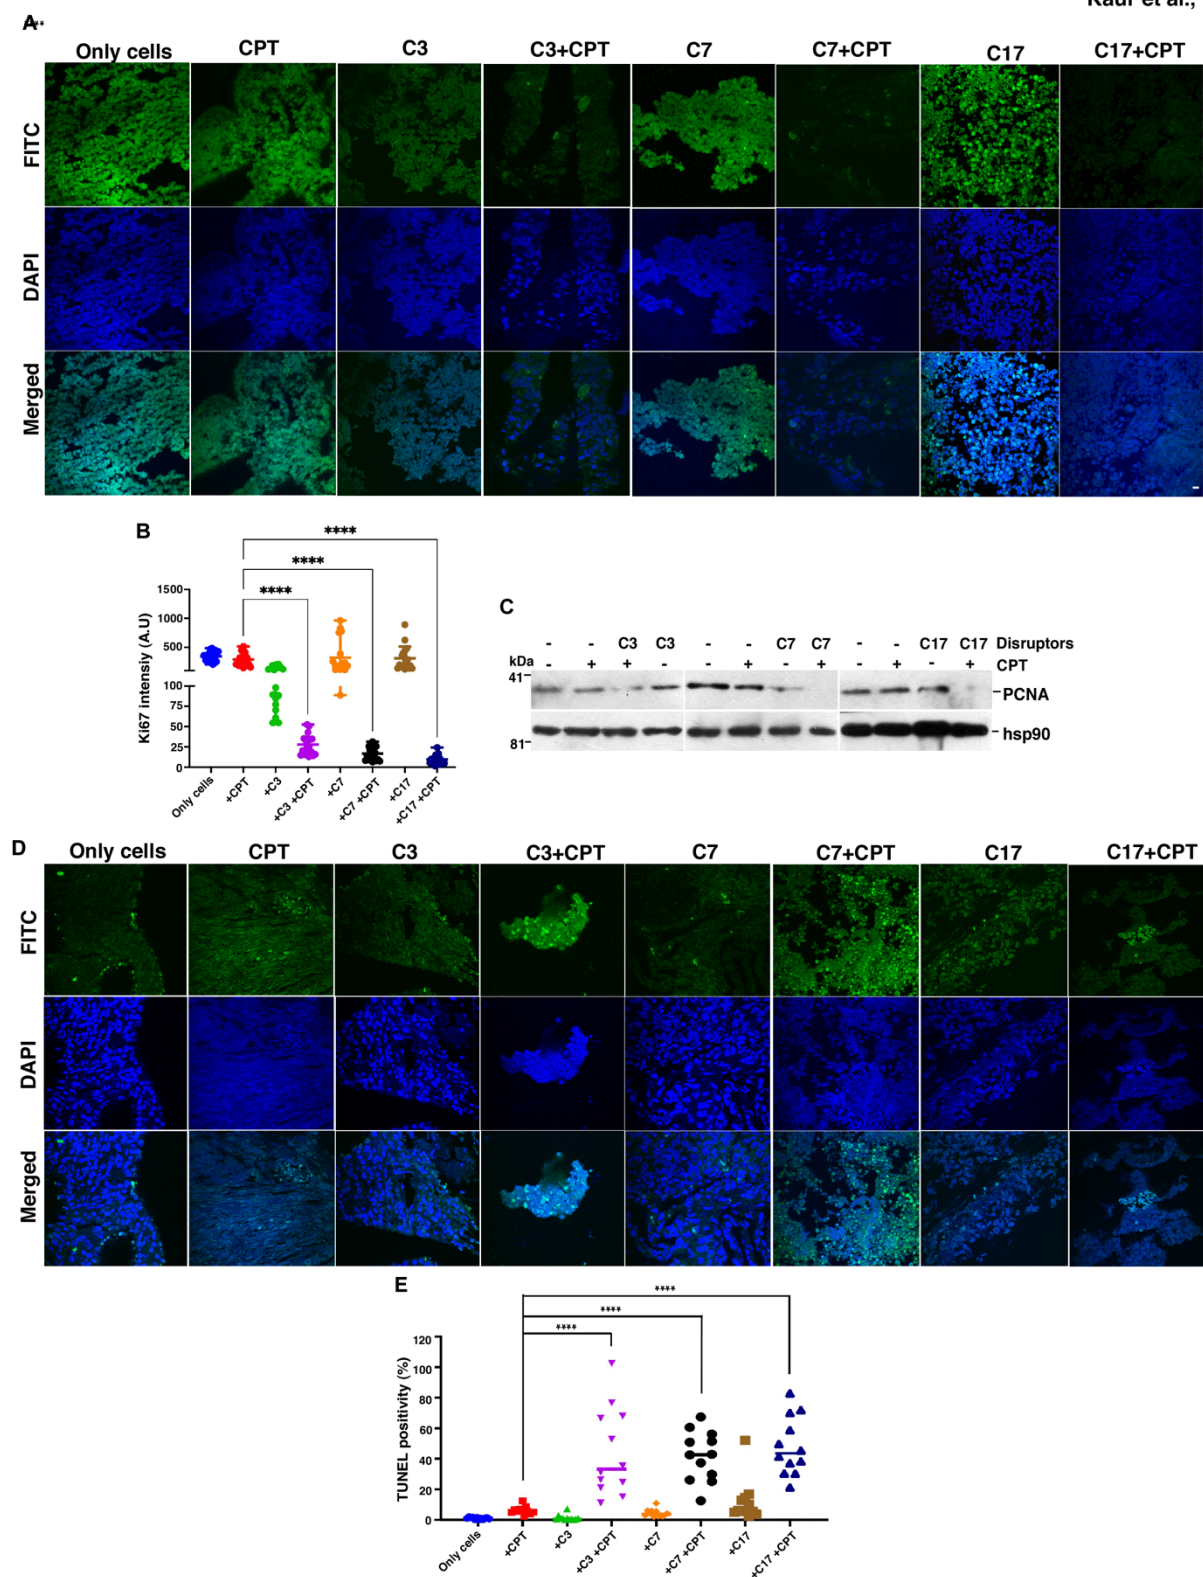 Kaur et al.,
A
Only cells CPT C3 C3+CPT C7 C7+CPT C17 C17+CPT
FITC
DAPI
Merged
B
**** 
****
****
Ki67 intensiy (A.U)
1500
1000
500
100
75
50
25
0
Only cells +CPT +C3 +C3 +CPT +C7 +C7 +CPT +C17 +C17 +CPT
C
- - C3 C3 - - C7 C7 - - C17 C17 Disruptors
kDa - + + - - + - + - + - + CPT
41 -PCNA
81 -hsp90
D
Only cells CPT C3 C3+CPT C7 C7+CPT C17 C17+CPT
FITC
DAPI
Merged
E
****
****
****
TUNEL positivity (%)
120
100
80
60
40
20
0
Only cells +CPT +C3 +C3 +CPT +C7 +C7 +CPT +C17 +C17 +CPT